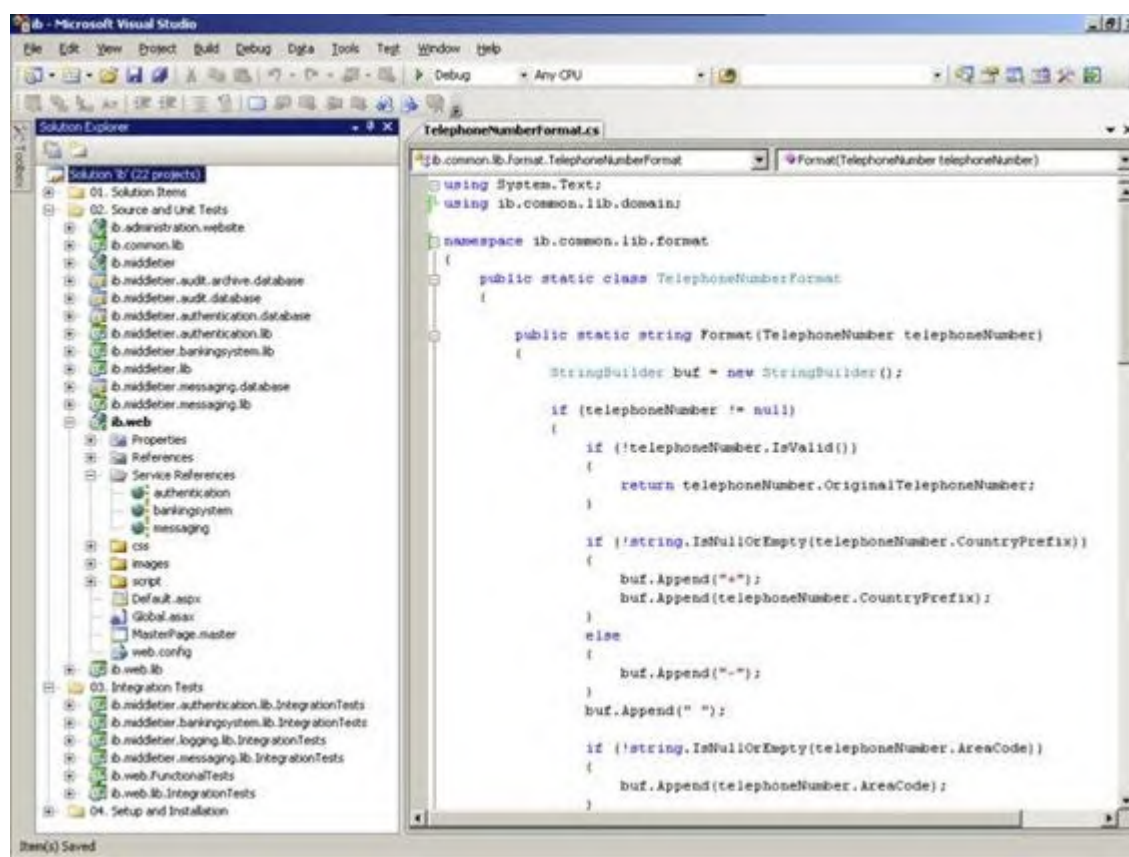 ib - Microsoft Visual Studio
File Edit View Project Build Debug Data Tools Test Window Help
Debug Any CPU
Solution Explorer
Toolbox
Solution 'ib' (22 projects)
01. Solution Items
02. Source and Unit Tests
ib.administration.website
ib.common.lib
ib.middletier
ib.middletier.audit.archive.database
ib.middletier.audit.database
ib.middletier.authentication.database
ib.middletier.authentication.lib
ib.middletier.bankingsystem.lib
ib.middletier.lib
ib.middletier.messaging.database
ib.middletier.messaging.lib
ib.web
Properties
References
Service References
authentication
bankingsystem
messaging
css
images
script
Default.aspx
Global.asax
MasterPage.master
web.config
ib.web.lib
03. Integration Tests
ib.middletier.authentication.lib.IntegrationTests
ib.middletier.bankingsystem.lib.IntegrationTests
ib.middletier.logging.lib.IntegrationTests
ib.middletier.messaging.lib.IntegrationTests
ib.web.FunctionalTests
ib.web.lib.IntegrationTests
04. Setup and Installation
TelephoneNumberFormat.cs
ib.common.lib.format.TelephoneNumberFormat
Format(TelephoneNumber telephoneNumber)
using System.Text;
using ib.common.lib.domain;
namespace ib.common.lib.format
{
public static class TelephoneNumberFormat
{
public static string Format(TelephoneNumber telephoneNumber)
{
StringBuilder buf = new StringBuilder();
if (telephoneNumber != null)
{
if (!telephoneNumber.IsValid())
{
return telephoneNumber.OriginalTelephoneNumber;
}
if (!string.IsNullOrEmpty(telephoneNumber.CountryPrefix))
{
buf.Append("+");
buf.Append(telephoneNumber.CountryPrefix);
}
else
{
buf.Append("-");
}
buf.Append(" ");
if (!string.IsNullOrEmpty(telephoneNumber.AreaCode))
{
buf.Append(telephoneNumber.AreaCode);
}
Item(s) Saved